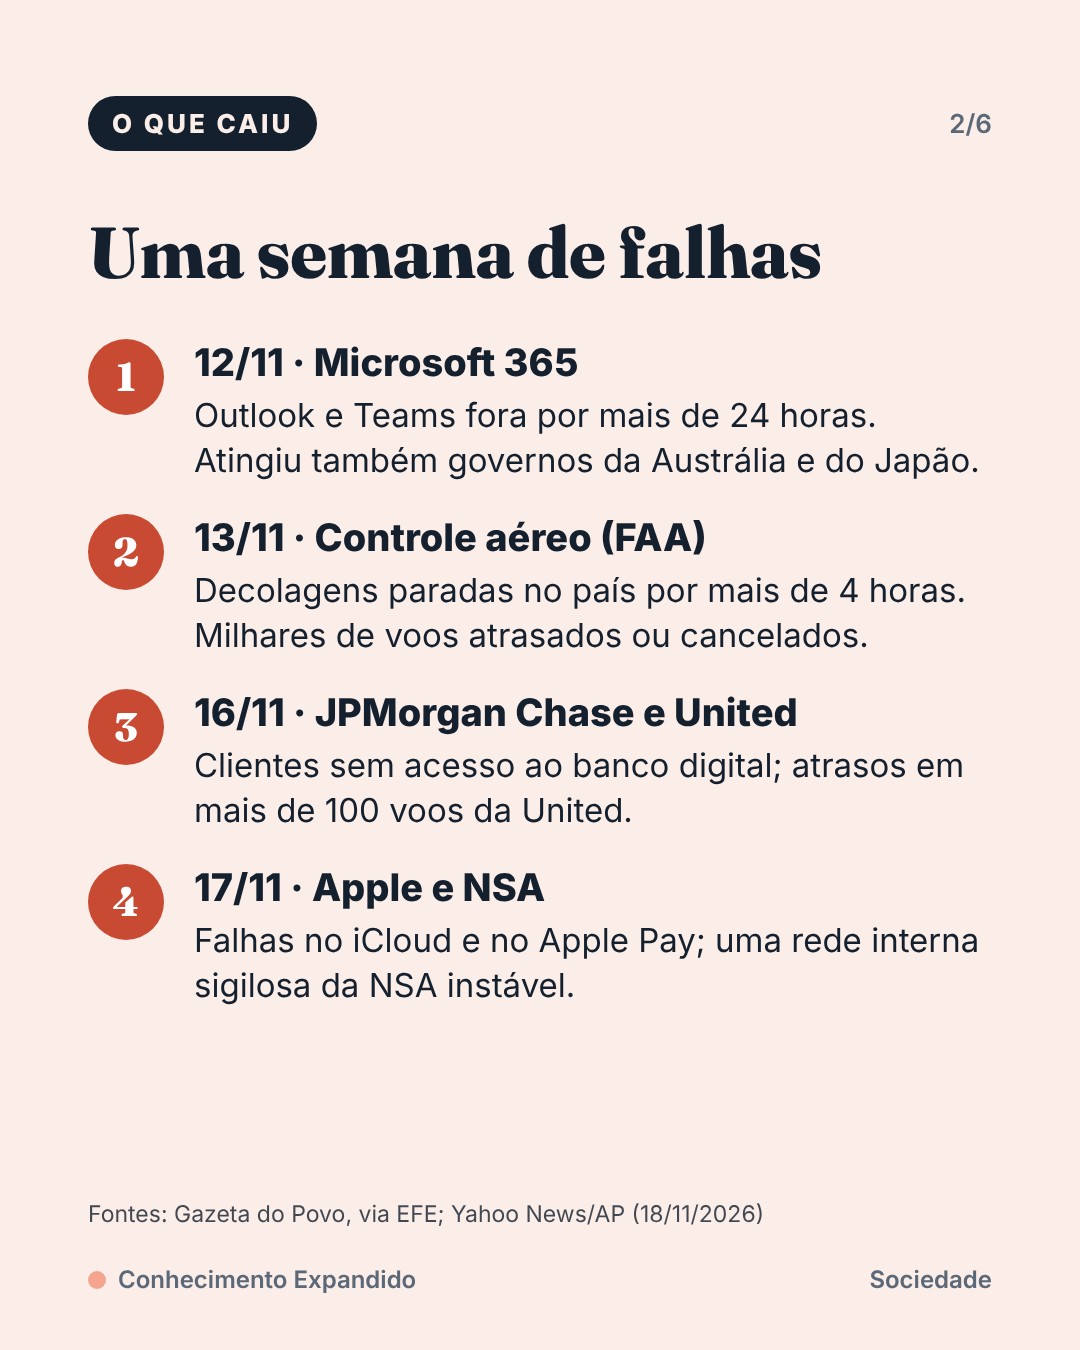 O QUE CAIU
2/6
Uma semana de falhas
1
12/11 · Microsoft 365
Outlook e Teams fora por mais de 24 horas.
Atingiu também governos da Austrália e do Japão.
2
13/11 · Controle aéreo (FAA)
Decolagens paradas no país por mais de 4 horas.
Milhares de voos atrasados ou cancelados.
3
16/11 · JPMorgan Chase e United
Clientes sem acesso ao banco digital; atrasos em
mais de 100 voos da United.
4
17/11 · Apple e NSA
Falhas no iCloud e no Apple Pay; uma rede interna
sigilosa da NSA instável.
Fontes: Gazeta do Povo, via EFE; Yahoo News/AP (18/11/2026)
Conhecimento Expandido
Sociedade